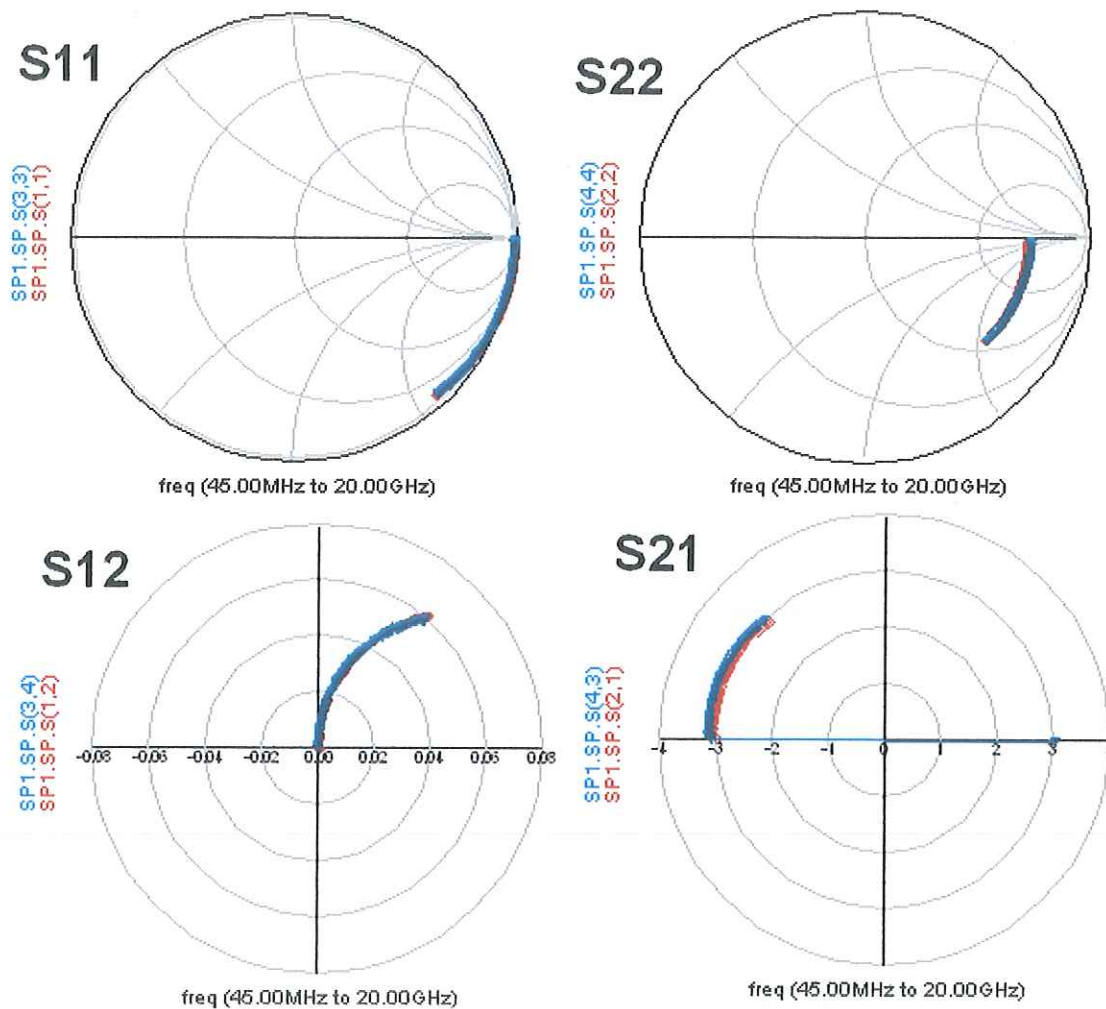 S11
SP1.SP.S(3,3)
SP1.SP.S(1,1)
freq (45.00MHz to 20.00GHz)
S22
SP1.SP.S(4,4)
SP1.SP.S(2,2)
freq (45.00MHz to 20.00GHz)
S12
SP1.SP.S(3,4)
SP1.SP.S(1,2)
-0.08 -0.06 -0.04 -0.02 0.00 0.02 0.04 0.06 0.08
freq (45.00MHz to 20.00GHz)
S21
SP1.SP.S(4,3)
SP1.SP.S(2,1)
-4 -3 -2 -1 0 1 2 3 4
freq (45.00MHz to 20.00GHz)